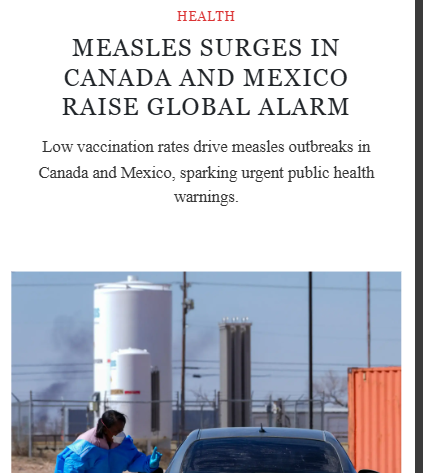 HEALTH
MEASLES SURGES IN
CANADA AND MEXICO
RAISE GLOBAL ALARM
Low vaccination rates drive measles outbreaks in
Canada and Mexico, sparking urgent public health
warnings.